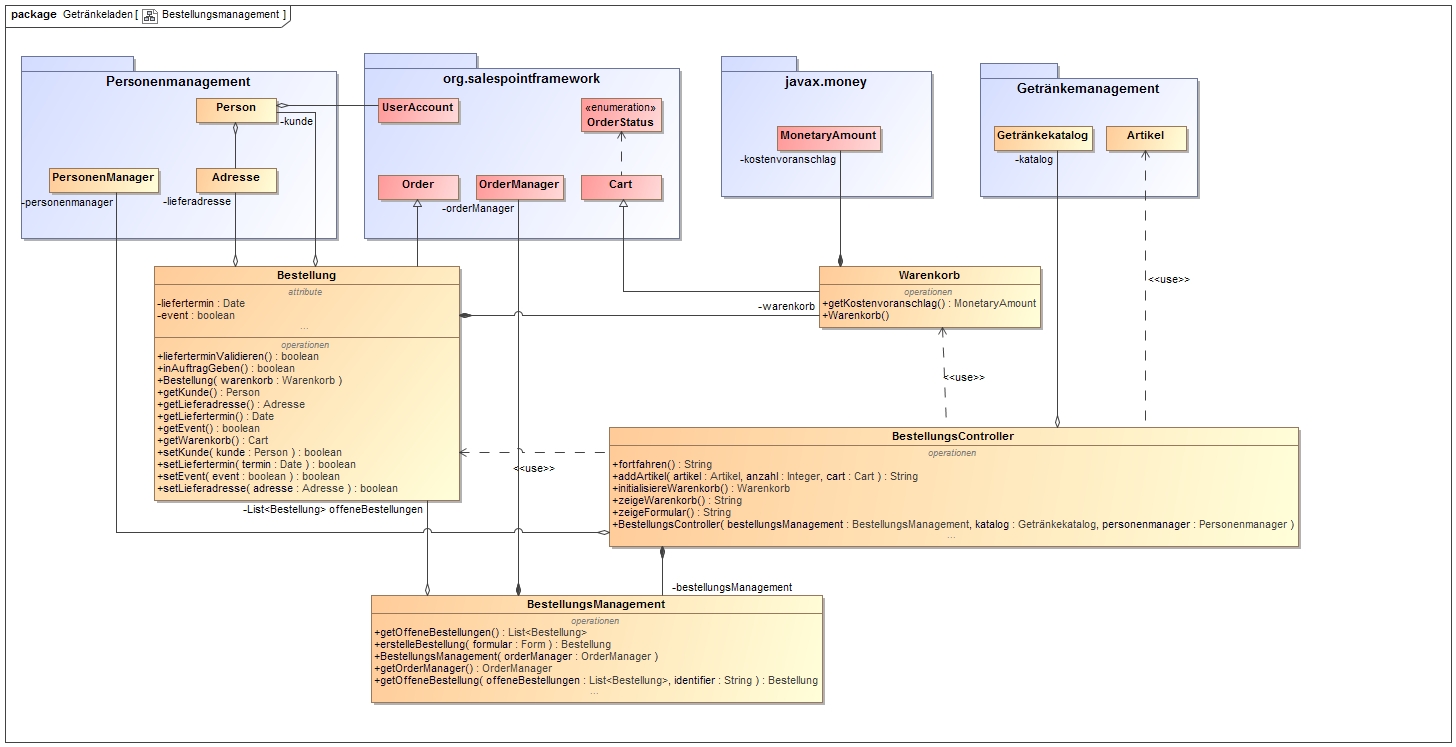 package Getränkeladen [ Bestellungsmanagement ]
Personenmanagement
Person
-kunde
PersonenManager
-personenmanager
Adresse
-lieferadresse
org.salespointframework
UserAccount
«enumeration»
OrderStatus
Order
OrderManager
-orderManager
Cart
javax.money
MonetaryAmount
-kostenvoranschlag
Getränkemanagement
Getränkekatalog
-katalog
Artikel
Bestellung
attribute
-liefertermin : Date
-event : boolean
...
operationen
+lieferterminValidieren() : boolean
+inAuftragGeben() : boolean
+Bestellung( warenkorb : Warenkorb )
+getKunde() : Person
+getLieferadresse() : Adresse
+getLiefertermin() : Date
+getEvent() : boolean
+getWarenkorb() : Cart
+setKunde( kunde : Person ) : boolean
+setLiefertermin( termin : Date ) : boolean
+setEvent( event : boolean ) : boolean
+setLieferadresse( adresse : Adresse ) : boolean
-List<Bestellung> offeneBestellungen
Warenkorb
operationen
+getKostenvoranschlag() : MonetaryAmount
+Warenkorb()
-warenkorb
<<use>>
<<use>>
<<use>>
BestellungsController
operationen
+fortfahren() : String
+addArtikel( artikel : Artikel, anzahl : Integer, cart : Cart ) : String
+initialisiereWarenkorb() : Warenkorb
+zeigeWarenkorb() : String
+zeigeFormular() : String
+BestellungsController( bestellungsManagement : BestellungsManagement, katalog : Getränkekatalog, personenmanager : Personenmanager )
...
-bestellungsManagement
BestellungsManagement
operationen
+getOffeneBestellungen() : List<Bestellung>
+erstelleBestellung( formular : Form ) : Bestellung
+BestellungsManagement( orderManager : OrderManager )
+getOrderManager() : OrderManager
+getOffeneBestellung( offeneBestellungen : List<Bestellung>, identifier : String ) : Bestellung
...